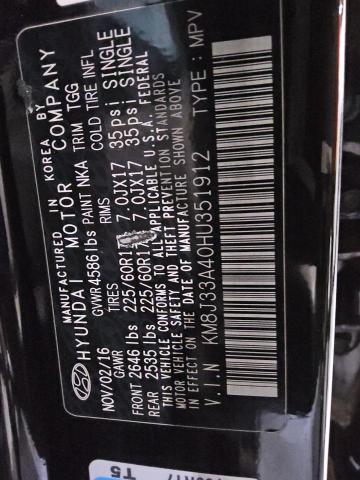 MANUFACTURED IN KOREA BY
HYUNDAI MOTOR COMPANY
NOV/02/16 GVWR 4586 lbs PAINT NKA TRIM TGG
GAWR TIRES RIMS COLD TIRE INFL
FRONT 2646 lbs 225/60R1 7.0JX17 35psi SINGLE
REAR 2535 lbs 225/60R17 7.0JX17 35psi SINGLE
THIS VEHICLE CONFORMS TO ALL APPLICABLE U.S.A. FEDERAL
MOTOR VEHICLE SAFETY AND THEFT PREVENTION STANDARDS
IN EFFECT ON THE DATE OF MANUFACTURE SHOWN ABOVE
V.I.N KM8J33A40HU351912 TYPE : MPV
T5